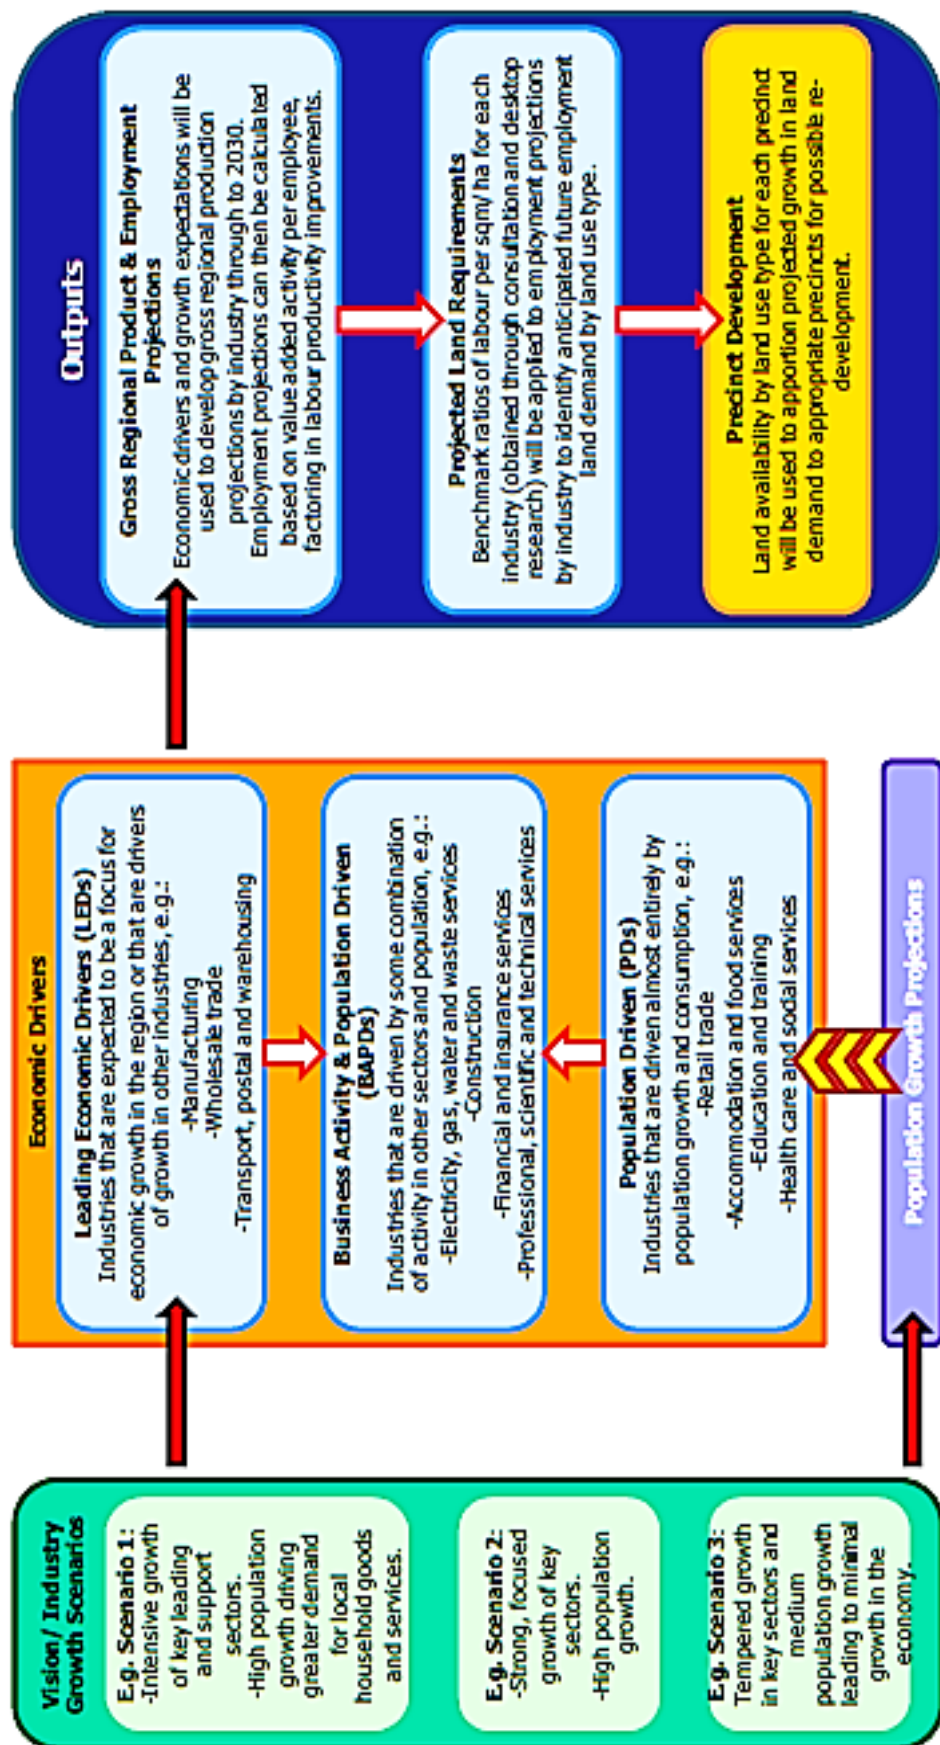 Vision/ Industry
Growth Scenarios
E.g. Scenario 1:
-Intensive growth
of key leading
and support
sectors.
-High population
growth driving
greater demand
for local
household goods
and services.
E.g. Scenario 2:
-Strong, focused
growth of key
sectors.
-High population
growth.
E.g. Scenario 3:
Tempered growth
in key sectors and
medium
population growth
leading to minimal
growth in the
economy.
Economic Drivers
Leading Economic Drivers (LEDs)
Industries that are expected to be a focus for
economic growth in the region or that are drivers
of growth in other industries, e.g.:
-Manufacturing
-Wholesale trade
-Transport, postal and warehousing
Business Activity & Population Driven
(BAPDs)
Industries that are driven by some combination
of activity in other sectors and population, e.g.:
-Electricity, gas, water and waste services
-Construction
-Financial and insurance services
-Professional, scientific and technical services
Population Driven (PDs)
Industries that are driven almost entirely by
population growth and consumption, e.g.:
-Retail trade
-Accommodation and food services
-Education and training
-Health care and social services
Population Growth Projections
Outputs
Gross Regional Product & Employment
Projections
Economic drivers and growth expectations will be
used to develop gross regional production
projections by industry through to 2030.
Employment projections can then be calculated
based on value added activity per employee,
factoring in labour productivity improvements.
Projected Land Requirements
Benchmark ratios of labour per sqm/ha for each
industry (obtained through consultation and desktop
research) will be applied to employment projections
by industry to identify anticipated future employment
land demand by land use type.
Precinct Development
Land availability by land use type for each precinct
will be used to apportion projected growth in land
demand to appropriate precincts for possible re-
development.